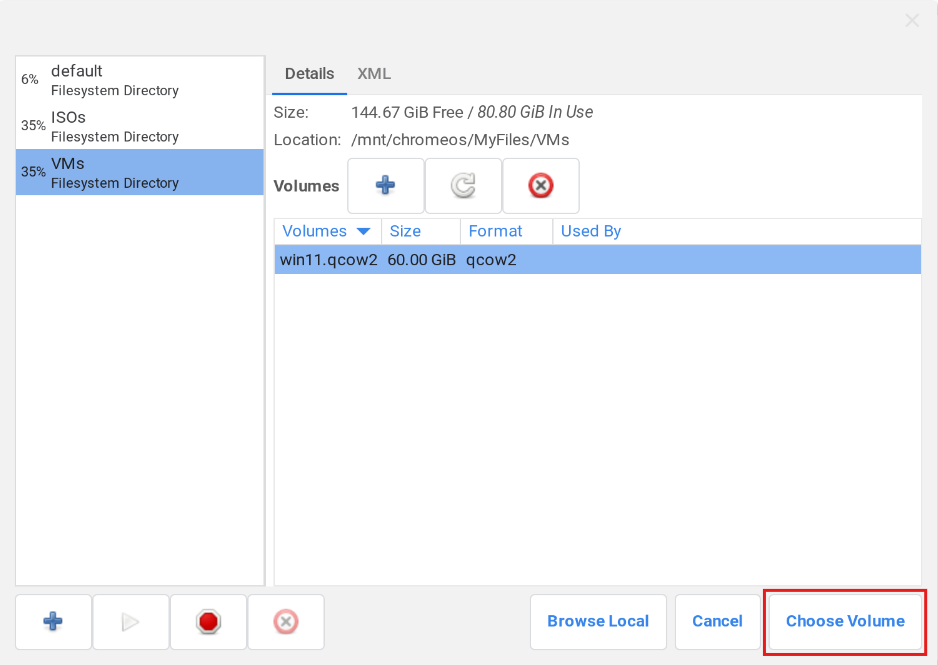 6% default
Filesystem Directory
35% ISOs
Filesystem Directory
35% VMs
Filesystem Directory
Details XML
Size: 144.67 GiB Free / 80.80 GiB In Use
Location: /mnt/chromeos/MyFiles/VMs
Volumes
Volumes Size Format Used By
win11.qcow2 60.00 GiB qcow2
Browse Local Cancel Choose Volume